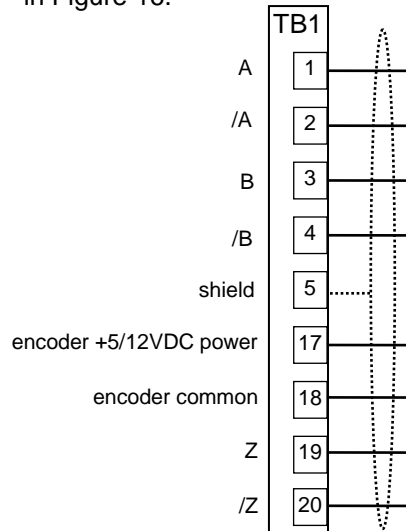 in Figure 16.
TB1
A 1
/A 2
B 3
/B 4
shield 5
encoder +5/12VDC power 17
encoder common 18
Z 19
/Z 20